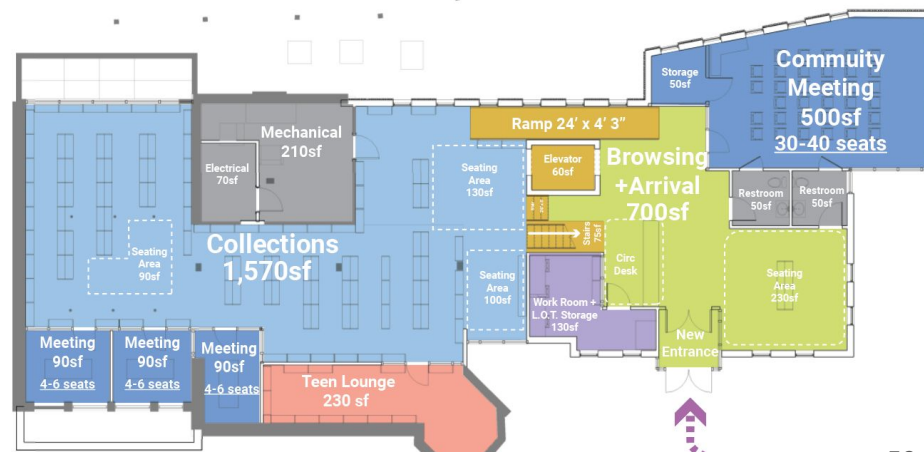 Commuity
Meeting
500sf
30-40 seats
Storage
50sf
Ramp 24’ x 4’ 3”
Mechanical
210sf
Electrical
70sf
Seating
Area
130sf
Elevator
60sf
Browsing
+Arrival
700sf
Restroom
50sf
Restroom
50sf
Collections
1,570sf
Seating
Area
90sf
Stairs
75sf
Seating
Area
100sf
Circ
Desk
Seating
Area
230sf
Work Room +
L.O.T. Storage
130sf
New
Entrance
Meeting
90sf
4-6 seats
Meeting
90sf
4-6 seats
Meeting
90sf
4-6 seats
Teen Lounge
230 sf